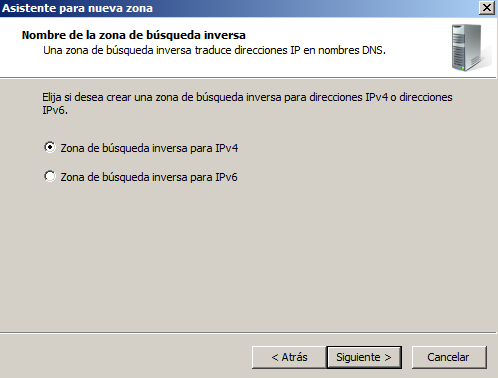 Asistente para nueva zona
Nombre de la zona de búsqueda inversa
Una zona de búsqueda inversa traduce direcciones IP en nombres DNS.
Elija si desea crear una zona de búsqueda inversa para direcciones IPv4 o direcciones
IPv6.
Zona de búsqueda inversa para IPv4
Zona de búsqueda inversa para IPv6
< Atrás
Siguiente >
Cancelar